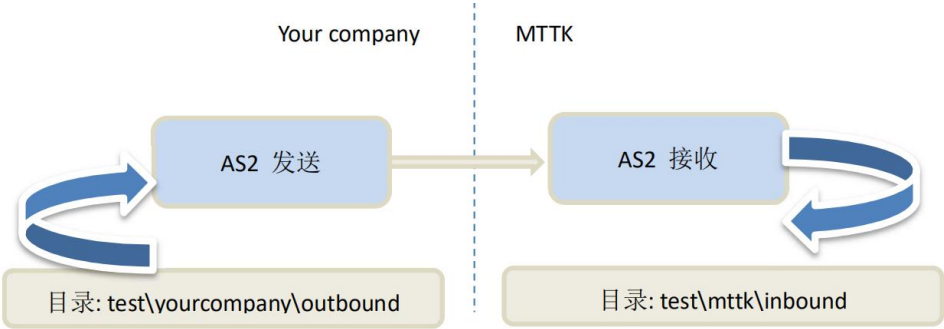 Your company
MTTK
AS2 发送
AS2 接收
目录: test\yourcompany\outbound
目录: test\mttk\inbound